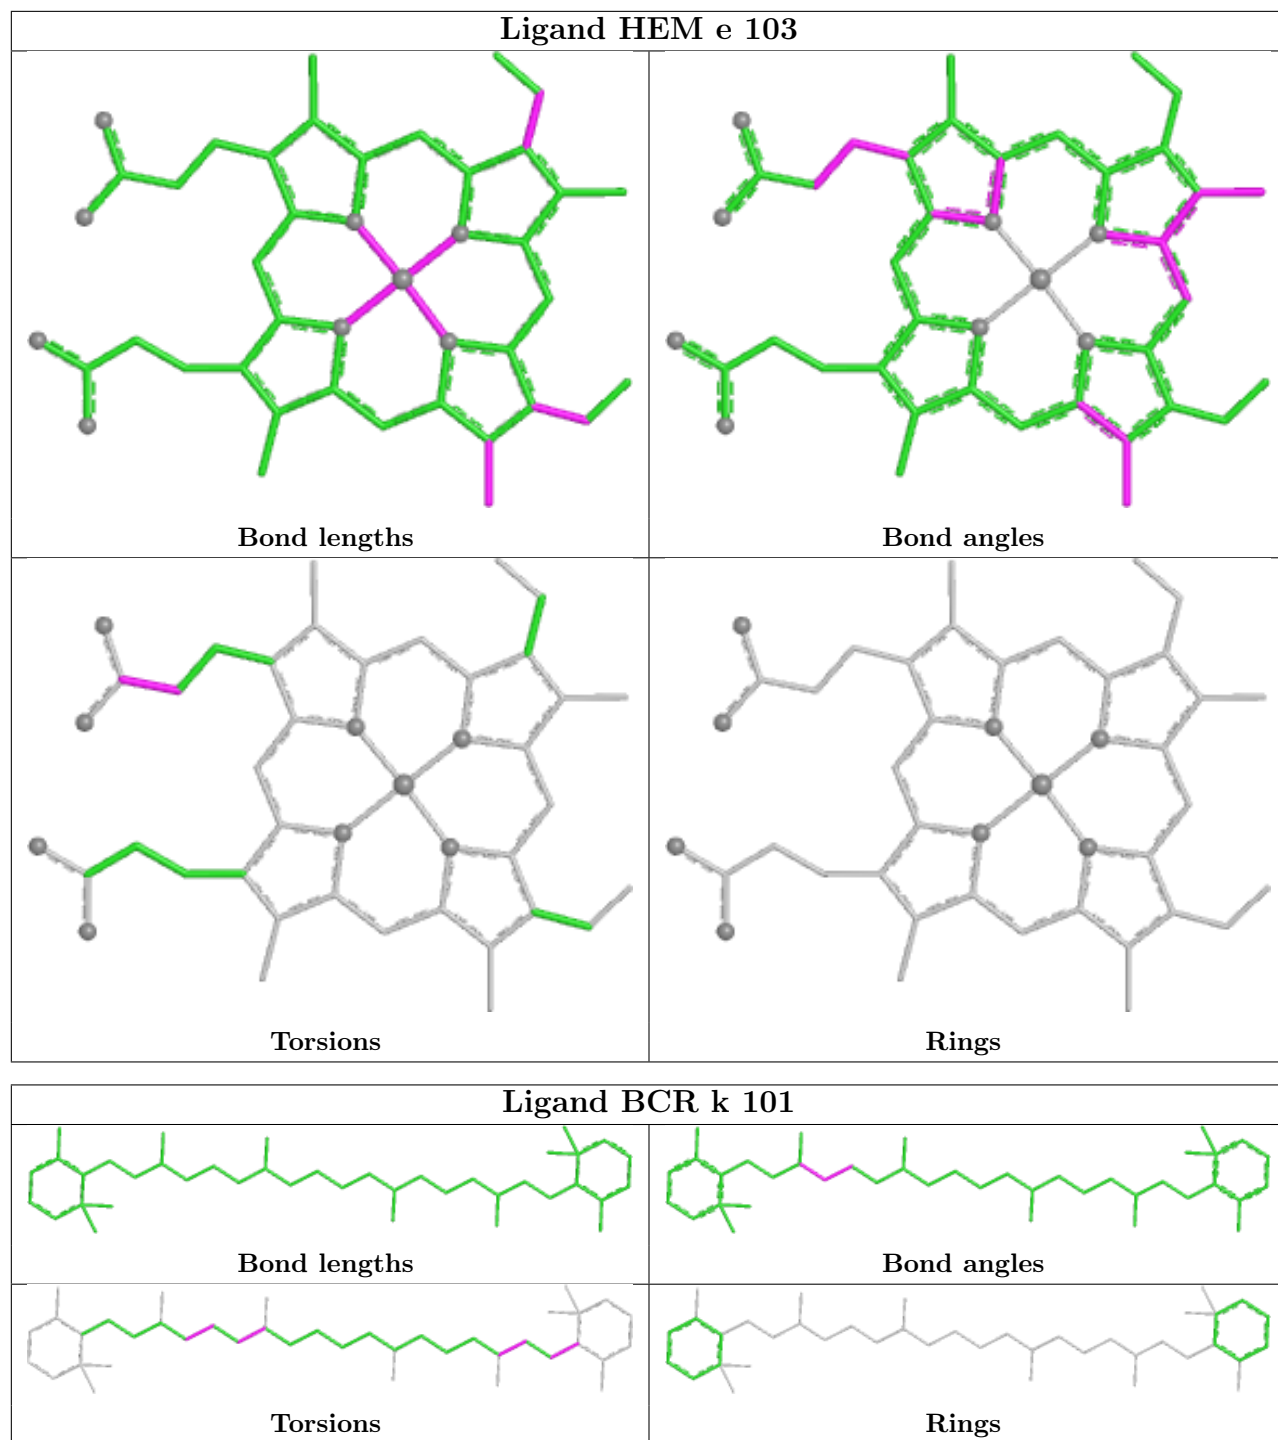 Ligand HEM e 103
Bond lengths
Bond angles
Torsions
Rings
Ligand BCR k 101
Bond lengths
Bond angles
Torsions
Rings